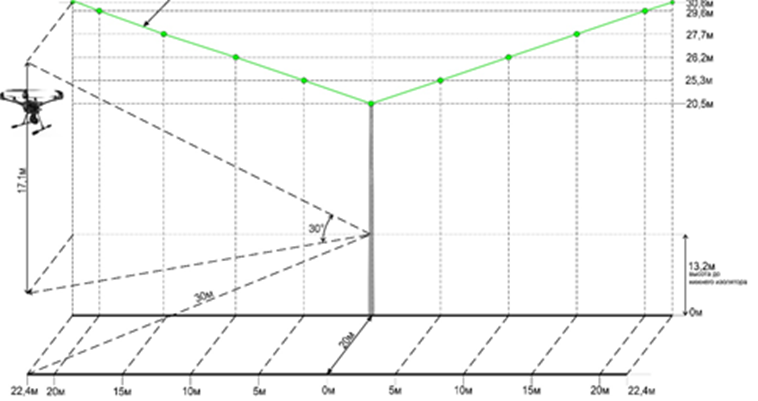 30,6м
29,6м
27,7м
26,2м
25,3м
20,5м
17,1м
30°
13,2м
высота до
нижнего изолятора
30м
0м
20м
22,4м 20м 15м 10м 5м 0м 5м 10м 15м 20м 22,4м